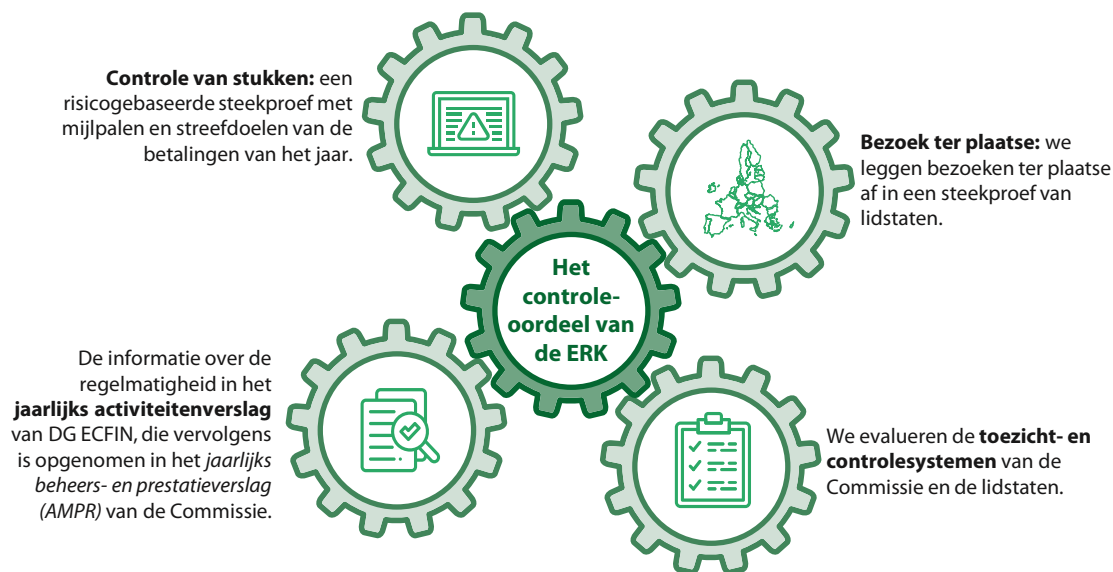 Controle van stukken: een
risicogebaseerde steekproef met
mijlpalen en streefdoelen van de
betalingen van het jaar.
Bezoek ter plaatse: we
leggen bezoeken ter plaatse
af in een steekproef van
lidstaten.
Het
controle-
oordeel van
de ERK
De informatie over de
regelmatigheid in het
jaarlijks activiteitenverslag
van DG ECFIN, die vervolgens
is opgenomen in het jaarlijks
beheers- en prestatieverslag
(AMPR) van de Commissie.
We evalueren de toezicht- en
controlesystemen van de
Commissie en de lidstaten.